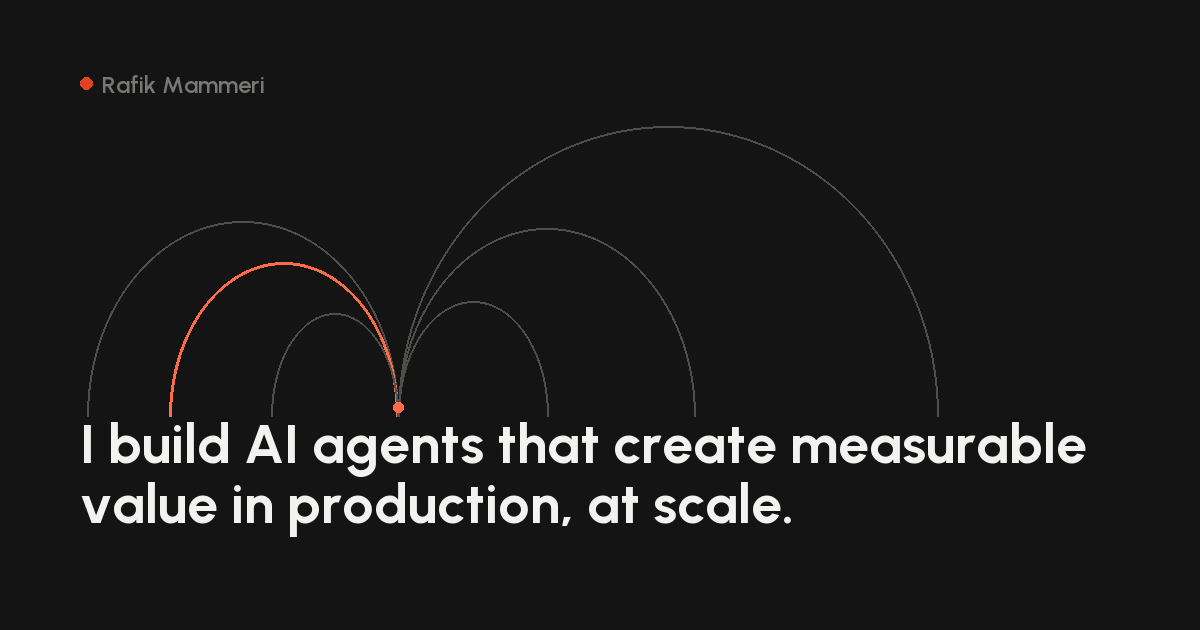 Rafik Mammeri
I build AI agents that create measurable
value in production, at scale.